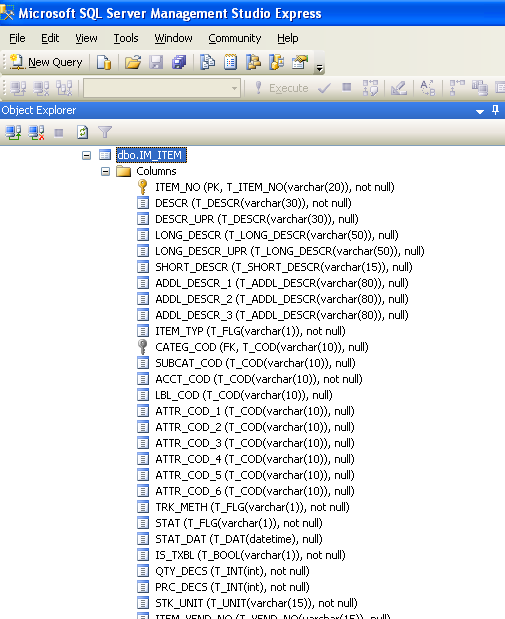 Microsoft SQL Server Management Studio Express
File Edit View Tools Window Community Help
New Query
Execute
Object Explorer
dbo.IM_ITEM
Columns
ITEM_NO (PK, T_ITEM_NO(varchar(20)), not null)
DESCR (T_DESCR(varchar(30)), not null)
DESCR_UPR (T_DESCR(varchar(30)), null)
LONG_DESCR (T_LONG_DESCR(varchar(50)), null)
LONG_DESCR_UPR (T_LONG_DESCR(varchar(50)), null)
SHORT_DESCR (T_SHORT_DESCR(varchar(15)), null)
ADDL_DESCR_1 (T_ADDL_DESCR(varchar(80)), null)
ADDL_DESCR_2 (T_ADDL_DESCR(varchar(80)), null)
ADDL_DESCR_3 (T_ADDL_DESCR(varchar(80)), null)
ITEM_TYP (T_FLG(varchar(1)), not null)
CATEG_COD (FK, T_COD(varchar(10)), null)
SUBCAT_COD (T_COD(varchar(10)), null)
ACCT_COD (T_COD(varchar(10)), not null)
LBL_COD (T_COD(varchar(10)), null)
ATTR_COD_1 (T_COD(varchar(10)), null)
ATTR_COD_2 (T_COD(varchar(10)), null)
ATTR_COD_3 (T_COD(varchar(10)), null)
ATTR_COD_4 (T_COD(varchar(10)), null)
ATTR_COD_5 (T_COD(varchar(10)), null)
ATTR_COD_6 (T_COD(varchar(10)), null)
TRK_METH (T_FLG(varchar(1)), not null)
STAT (T_FLG(varchar(1)), not null)
STAT_DAT (T_DAT(datetime), null)
IS_TXBL (T_BOOL(varchar(1)), not null)
QTY_DECS (T_INT(int), not null)
PRC_DECS (T_INT(int), not null)
STK_UNIT (T_UNIT(varchar(15)), not null)
ITEM_VEND_NO (T_VEND_NO(varchar(15)), null)